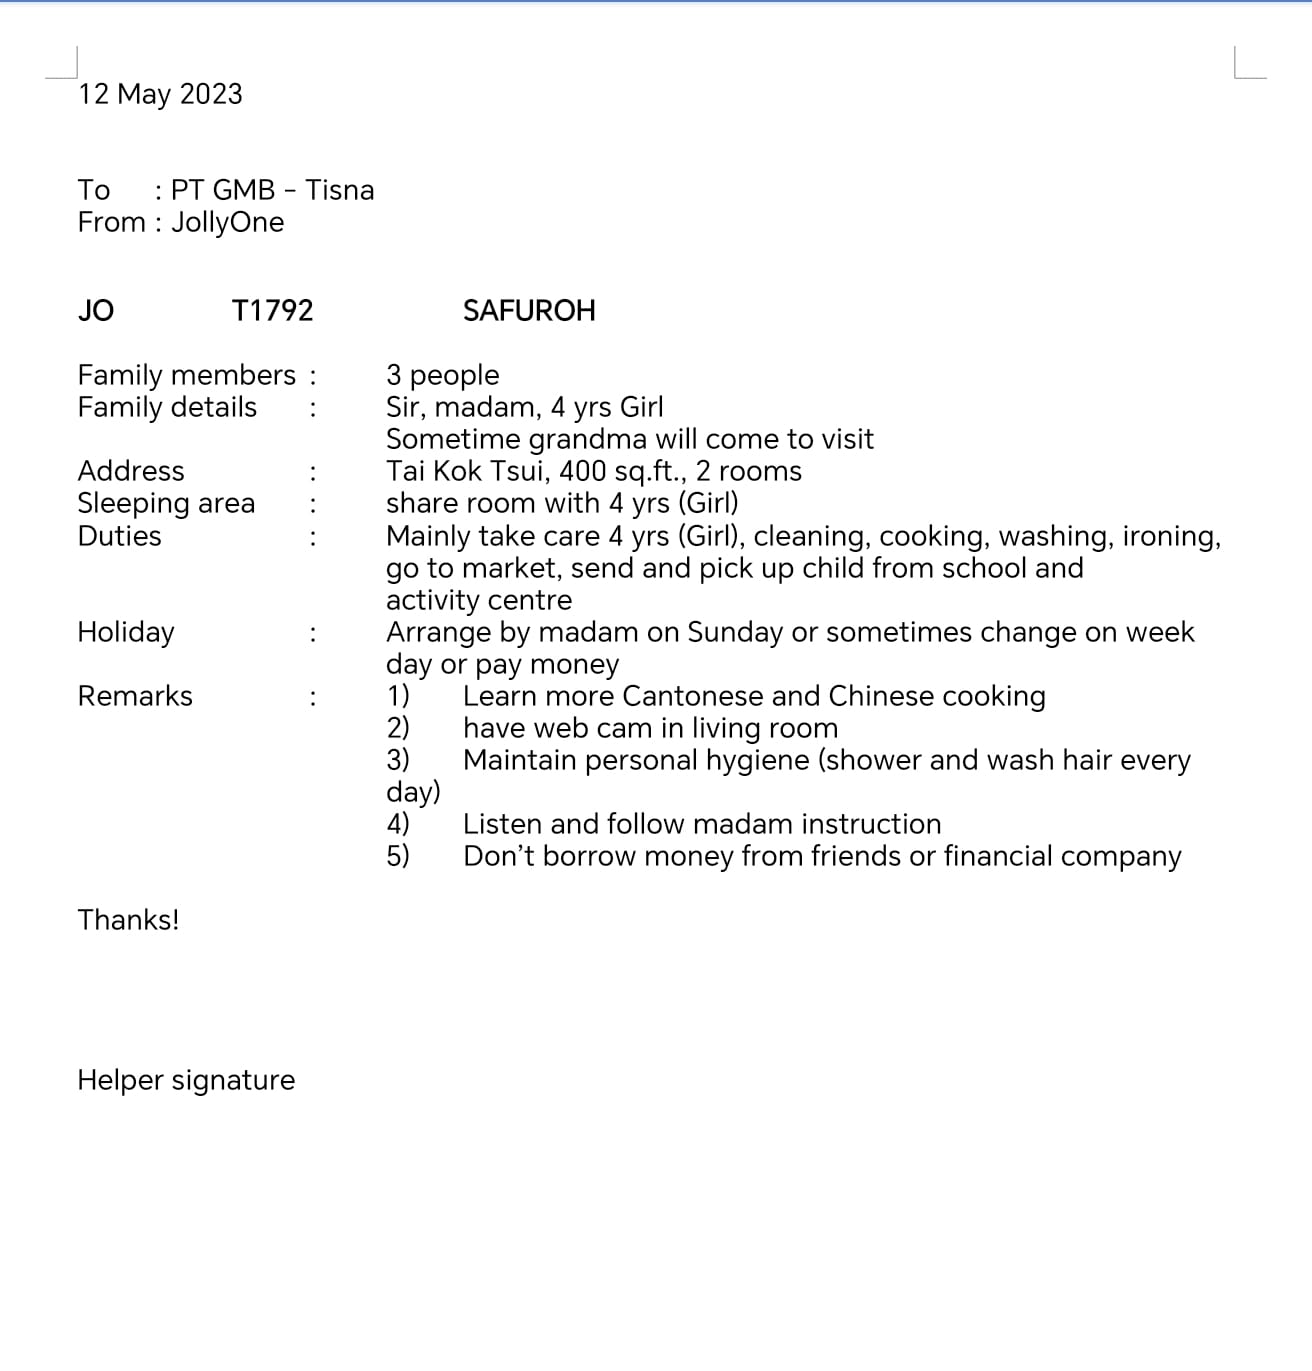 12 May 2023
To : PT GMB - Tisna
From : JollyOne
JO T1792 SAFUROH
Family members : 3 people
Family details : Sir, madam, 4 yrs Girl
Sometime grandma will come to visit
Address : Tai Kok Tsui, 400 sq.ft., 2 rooms
Sleeping area : share room with 4 yrs (Girl)
Duties : Mainly take care 4 yrs (Girl), cleaning, cooking, washing, ironing,
go to market, send and pick up child from school and
activity centre
Holiday : Arrange by madam on Sunday or sometimes change on week
day or pay money
Remarks : 1) Learn more Cantonese and Chinese cooking
2) have web cam in living room
3) Maintain personal hygiene (shower and wash hair every
day)
4) Listen and follow madam instruction
5) Don’t borrow money from friends or financial company
Thanks!
Helper signature